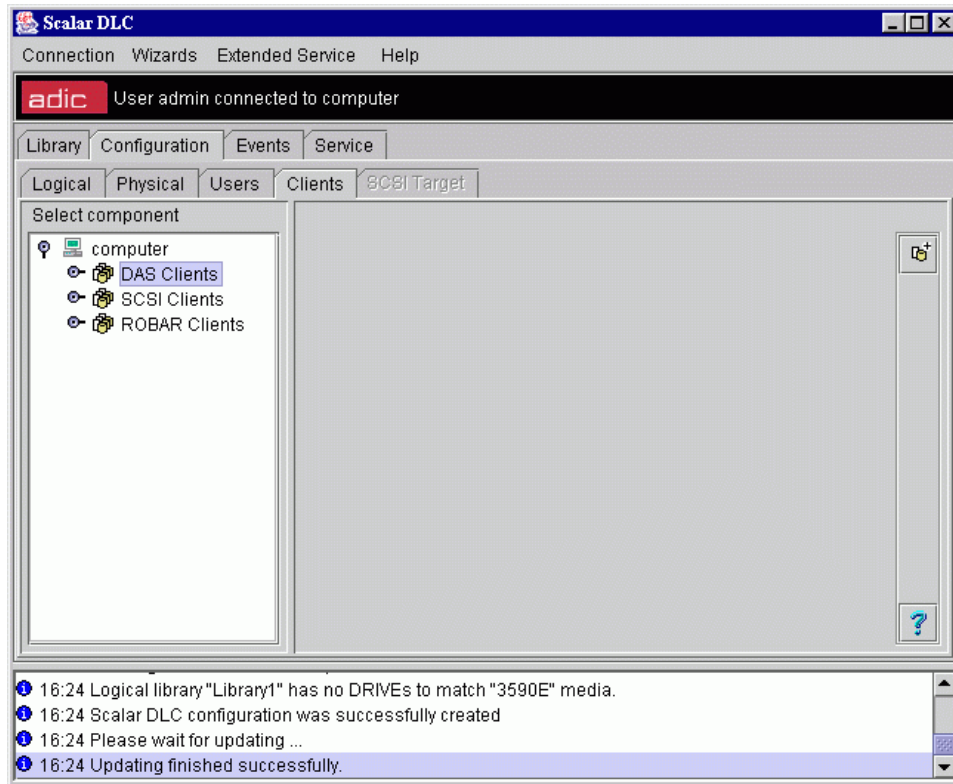 Scalar DLC
Connection Wizards Extended Service Help
adic User admin connected to computer
Library Configuration Events Service
Logical Physical Users Clients SCSI Target
Select component
computer
DAS Clients
SCSI Clients
ROBAR Clients
?
16:24 Logical library "Library1" has no DRIVEs to match "3590E" media.
16:24 Scalar DLC configuration was successfully created
16:24 Please wait for updating ...
16:24 Updating finished successfully.